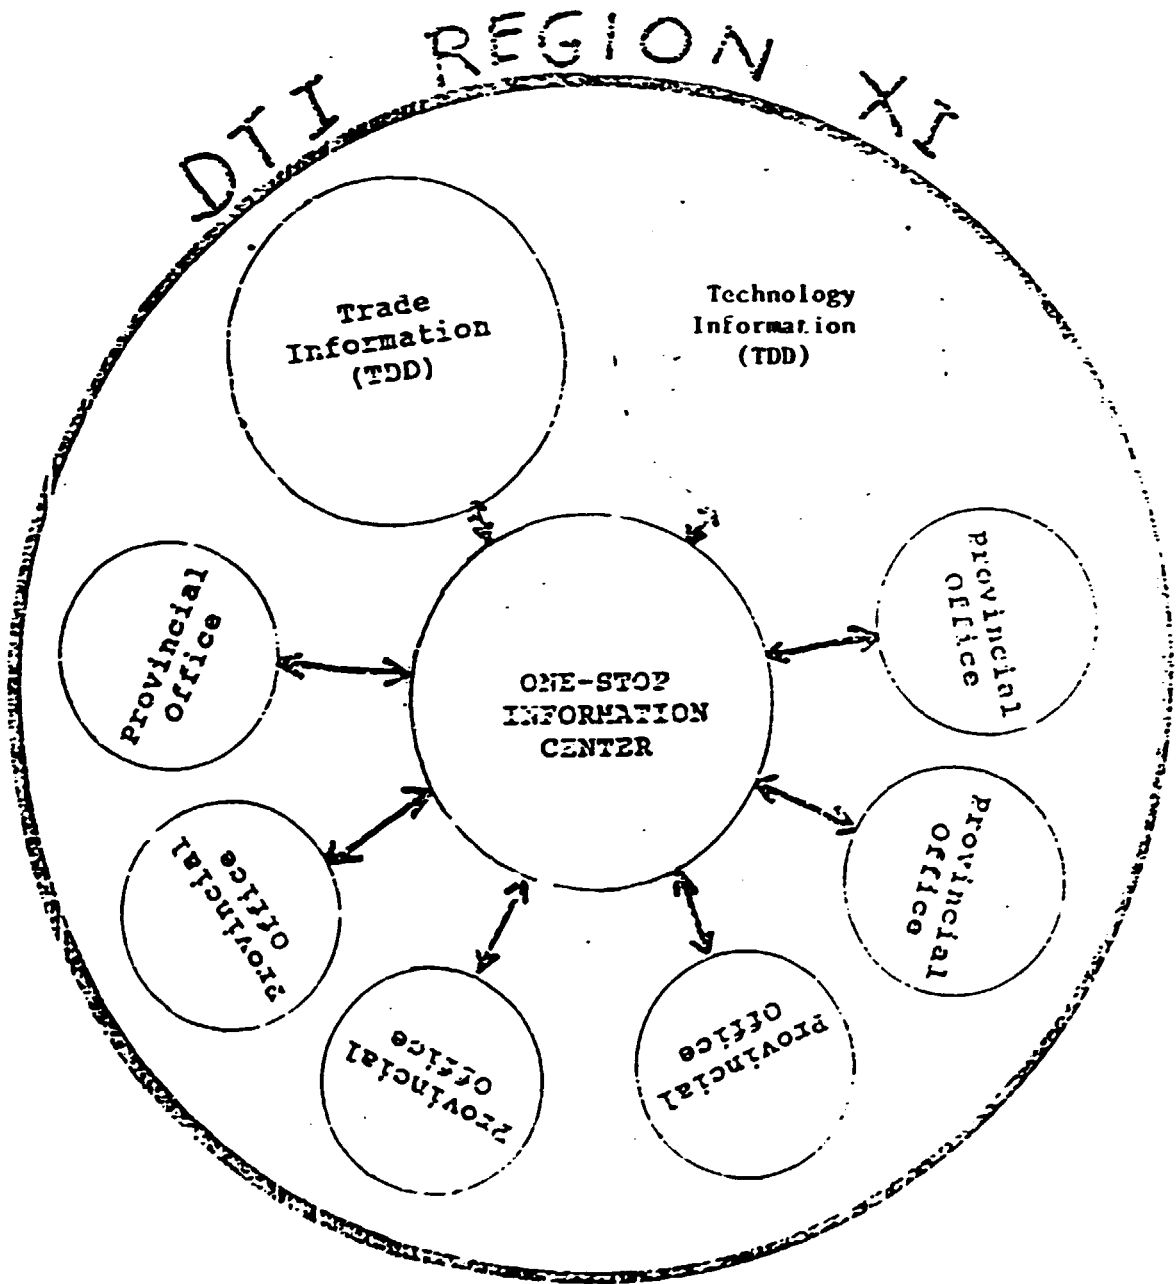 DTI REGION XI
Trade
Information
(TDD)
Technology
Information
(TDD)
Provincial
Office
Provincial
Office
ONE-STOP
INFORMATION
CENTER
Provincial
Office
Provincial
Office
Provincial
Office
Provincial
Office